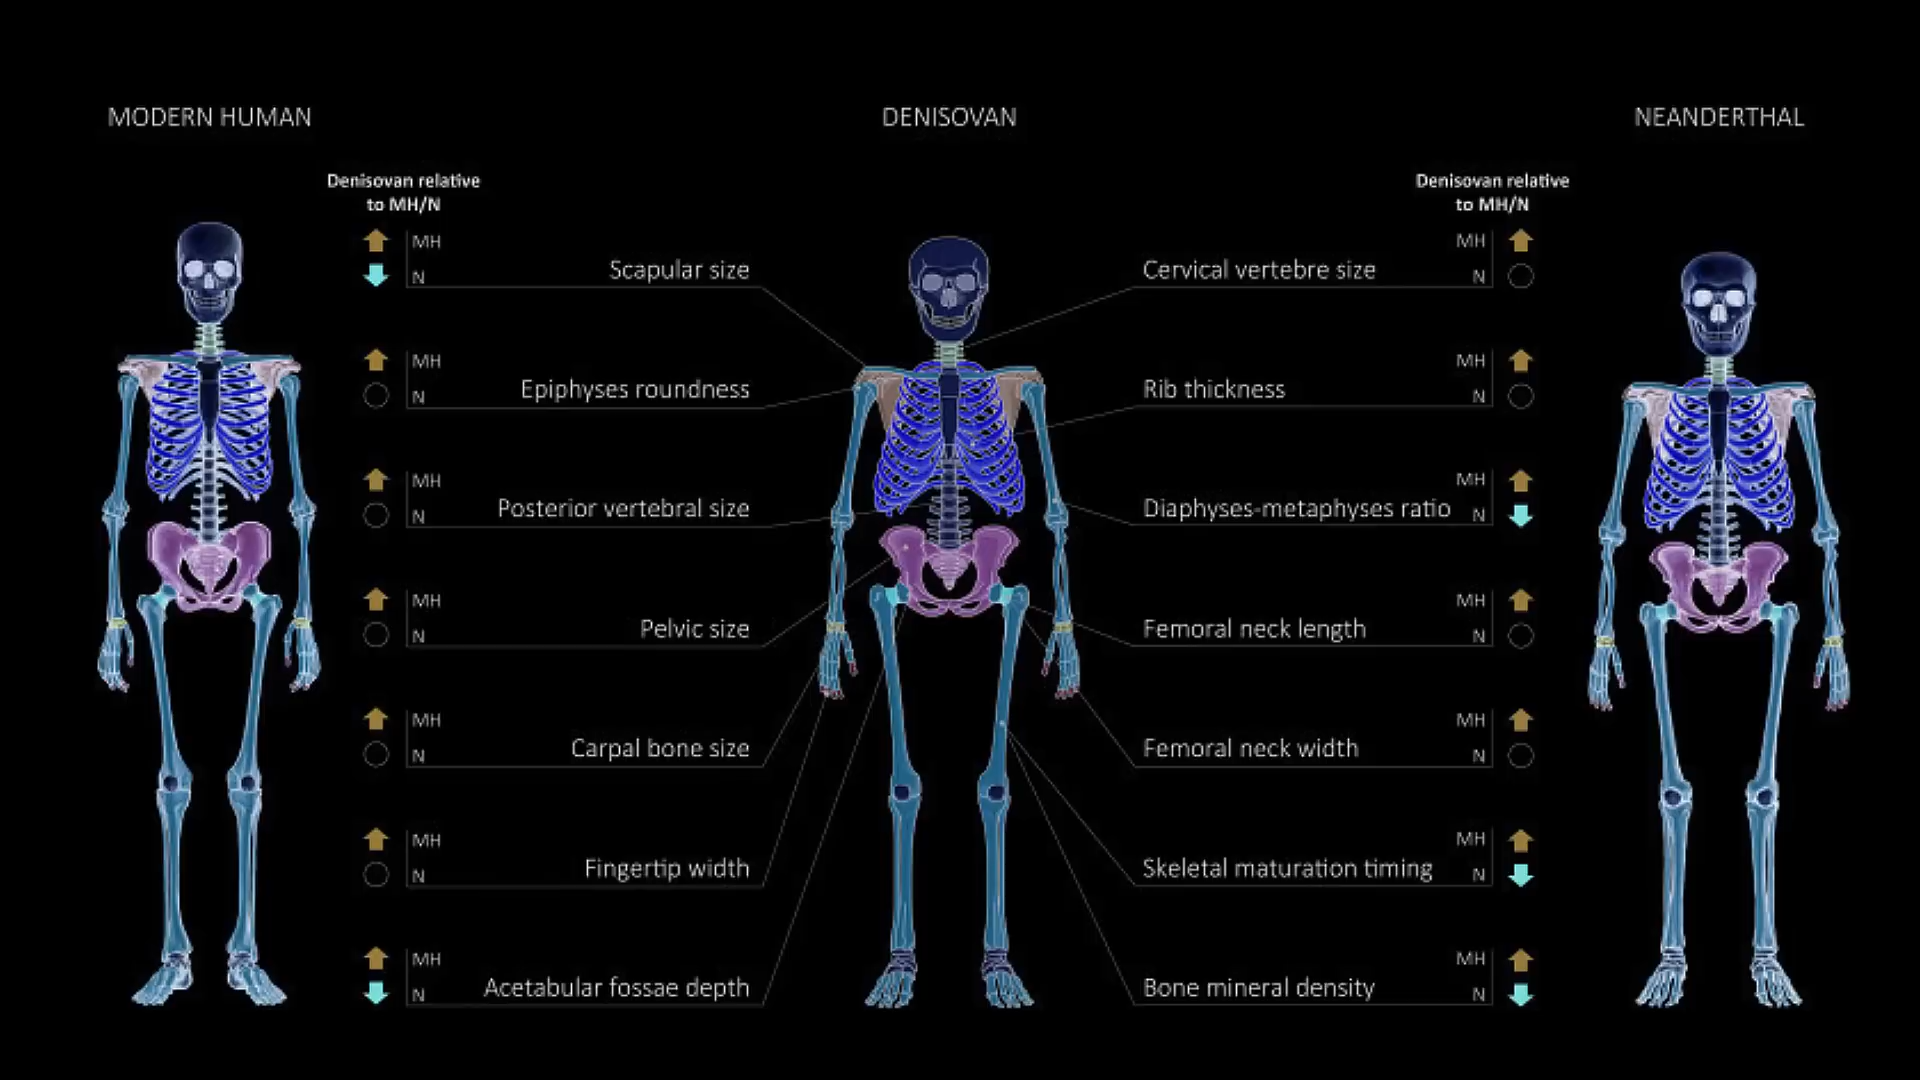 MODERN HUMAN
DENISOVAN
NEANDERTHAL
Denisovan relative
to MH/N
MH
N
Scapular size
MH
N
Epiphyses roundness
MH
N
Posterior vertebral size
MH
N
Pelvic size
MH
N
Carpal bone size
MH
N
Fingertip width
MH
N
Acetabular fossae depth
Denisovan relative
to MH/N
MH
Cervical vertebre size
N
MH
Rib thickness
N
MH
Diaphyses-metaphyses ratio
N
MH
Femoral neck length
N
MH
Femoral neck width
N
MH
Skeletal maturation timing
N
MH
Bone mineral density
N